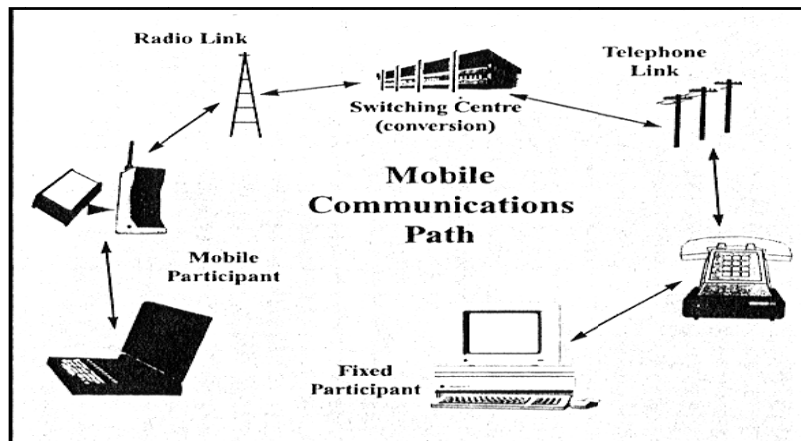 Radio Link
Telephone
Link
Switching Centre
(conversion)
Mobile
Communications
Path
Mobile
Participant
Fixed
Participant